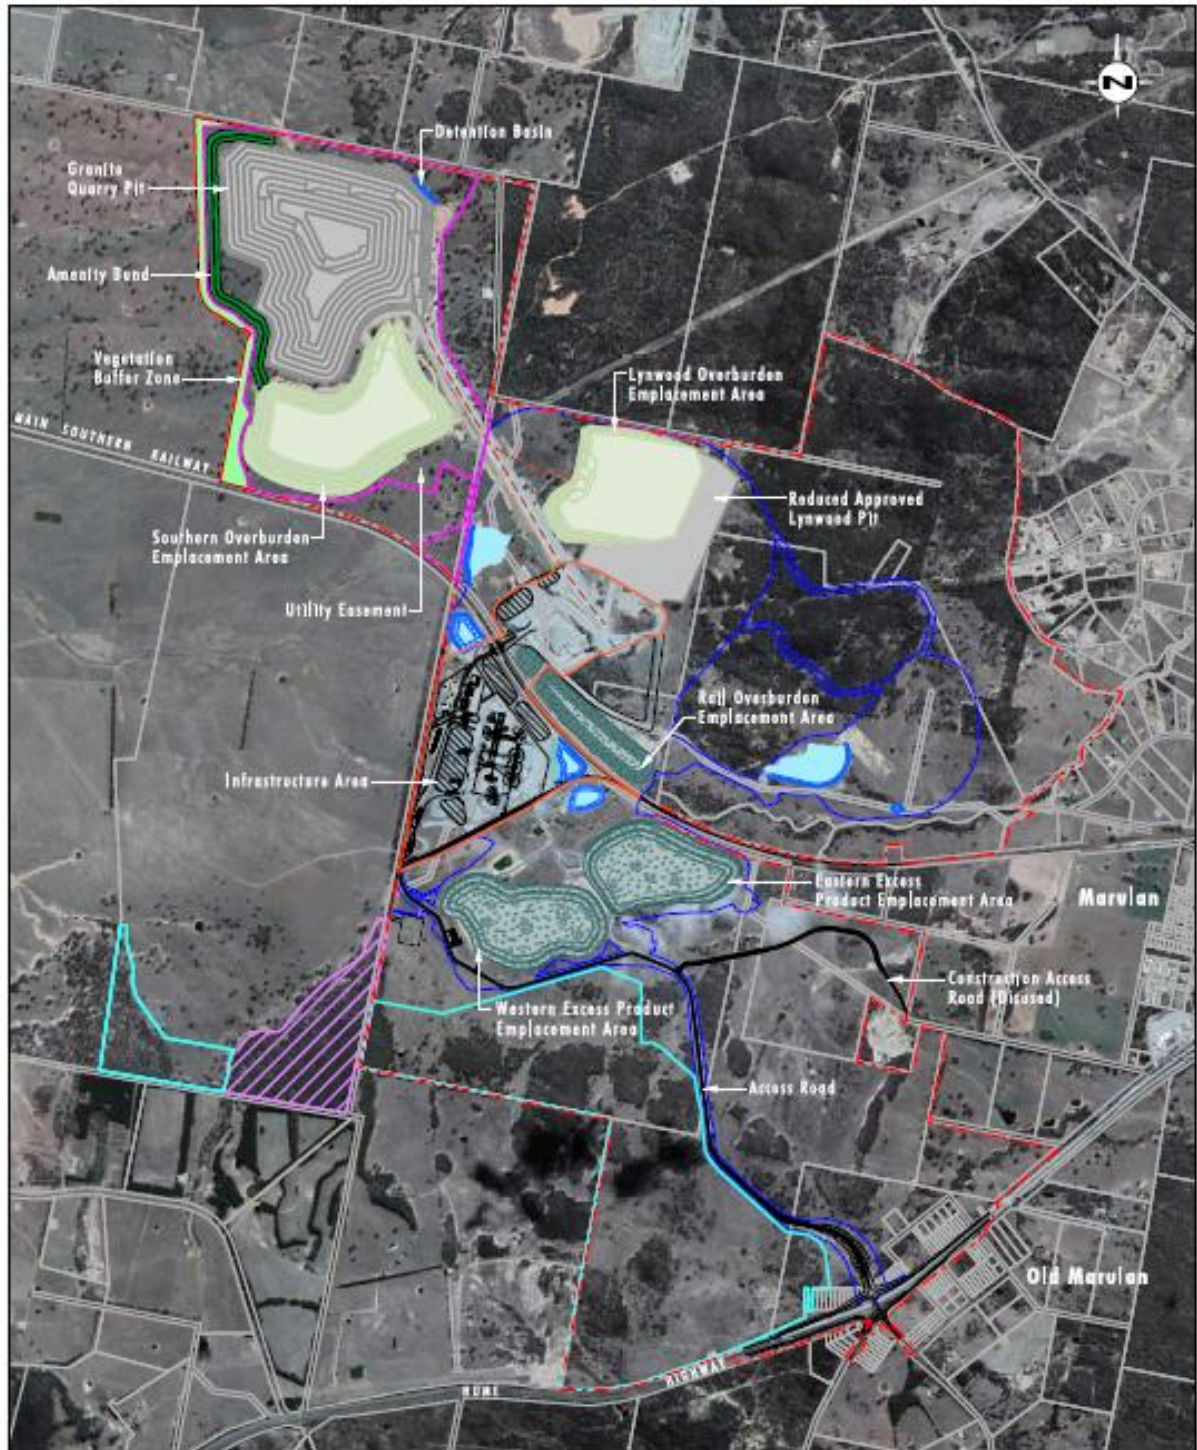 N
Detention Basin
Granite
Quarry Pit
Amenity Bund
Vegetation
Buffer Zone
Lynwood Overburden
Emplacement Area
MAIN SOUTHERN RAILWAY
Reduced Approved
Lynwood Pit
Southern Overburden
Emplacement Area
Utility Easement
Rail Overburden
Emplacement Area
Infrastructure Area
Eastern Excess
Product Emplacement Area
Marulan
Construction Access
Road (Disused)
Western Excess Product
Emplacement Area
Access Road
Old Marulan
HUME HIGHWAY